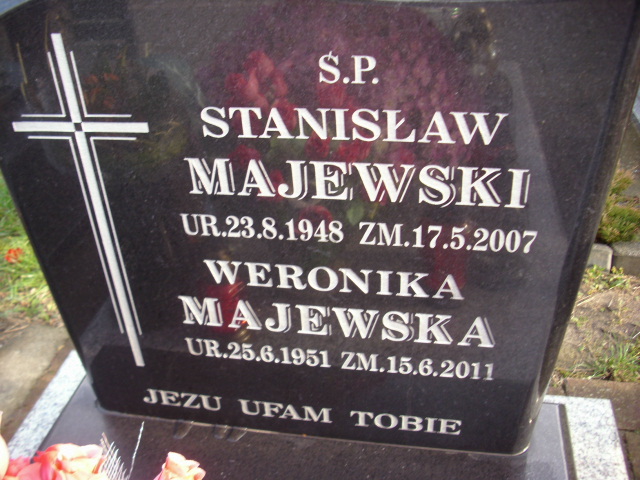 Ś.P.
STANISŁAW
MAJEWSKI
UR.23.8.1948 ZM.17.5.2007
WERONIKA
MAJEWSKA
UR.25.6.1951 ZM.15.6.2011
JEZU UFAM TOBIE